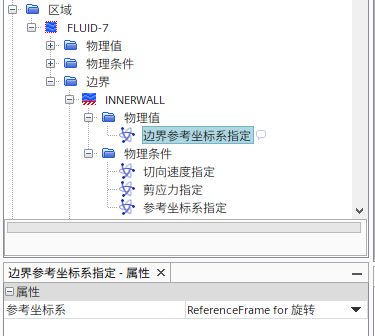 区域
FLUID-7
物理值
物理条件
边界
INNERWALL
物理值
边界参考坐标系指定
物理条件
切向速度指定
剪应力指定
参考坐标系指定
边界参考坐标系指定 - 属性
属性
参考坐标系 ReferenceFrame for 旋转